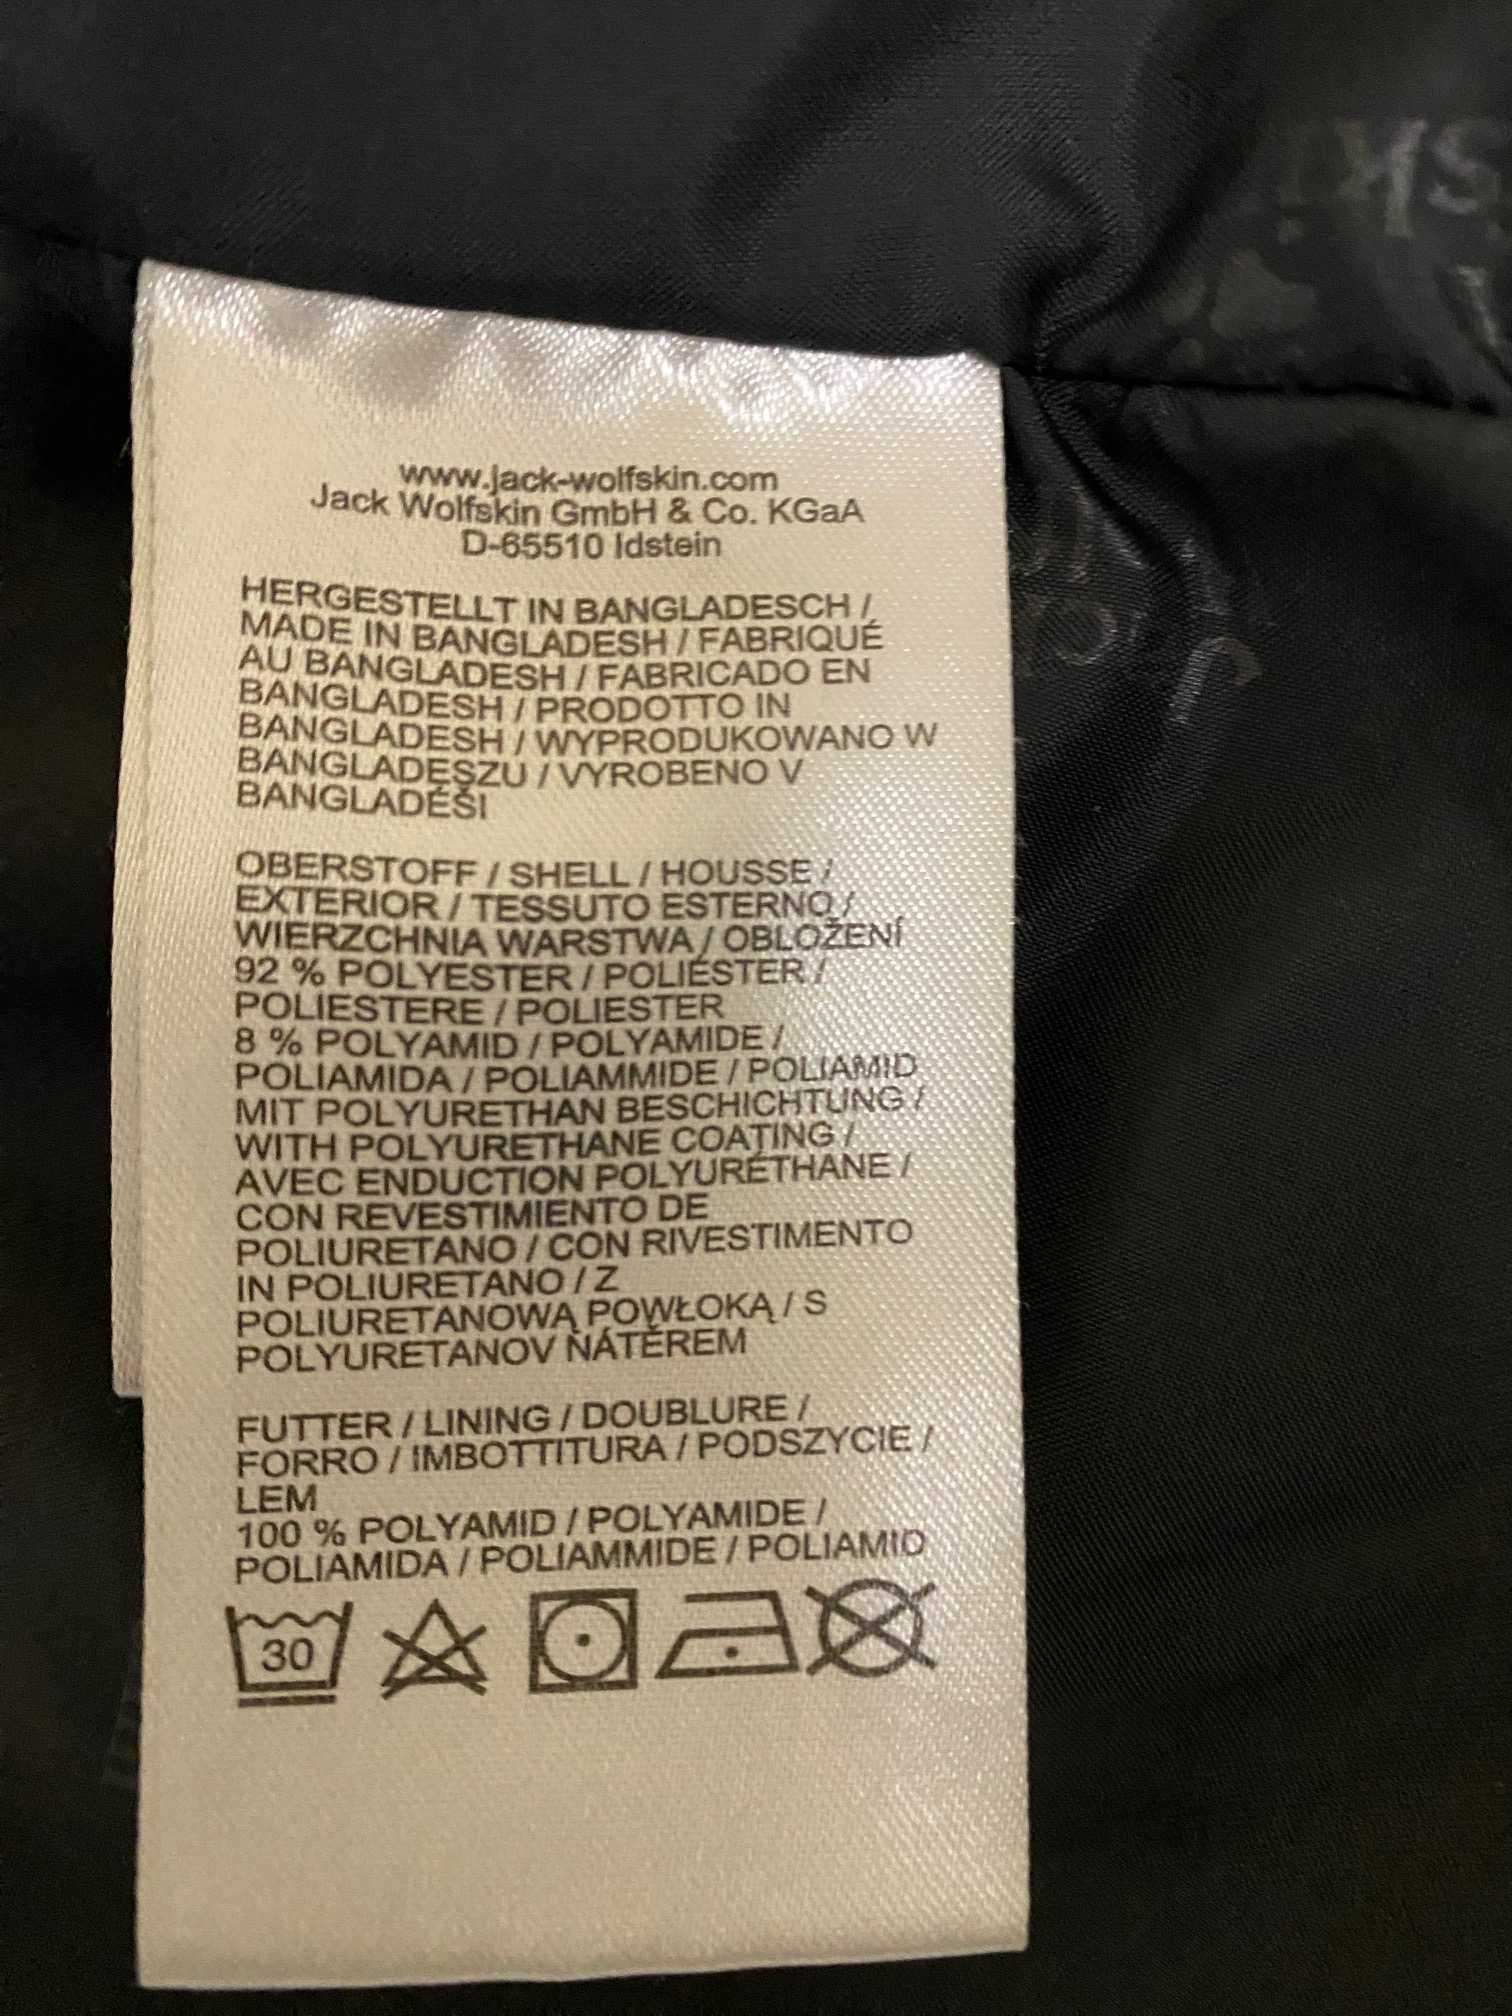 www.jack-wolfskin.com
Jack Wolfskin GmbH & Co. KGaA
D-65510 Idstein
HERGESTELLT IN BANGLADESCH /
MADE IN BANGLADESH / FABRIQUÉ
AU BANGLADESH / FABRICADO EN
BANGLADESH / PRODOTTO IN
BANGLADESH / WYPRODUKOWANO W
BANGLADESZU / VYROBENO V
BANGLADÉŠI
OBERSTOFF / SHELL / HOUSSE /
EXTERIOR / TESSUTO ESTERNO /
WIERZCHNIA WARSTWA / OBLOŽENÍ
92 % POLYESTER / POLIÉSTER /
POLIESTERE / POLIESTER
8 % POLYAMID / POLYAMIDE /
POLIAMIDA / POLIAMMIDE / POLIAMID
MIT POLYURETHAN BESCHICHTUNG /
WITH POLYURETHANE COATING /
AVEC ENDUCTION POLYURÉTHANE /
CON REVESTIMIENTO DE
POLIURETANO / CON RIVESTIMENTO
IN POLIURETANO / Z
POLIURETANOWĄ POWŁOKĄ / S
POLYURETANOV NÁTĚREM
FUTTER / LINING / DOUBLURE /
FORRO / IMBOTTITURA / PODSZYCIE /
LEM
100 % POLYAMID / POLYAMIDE /
POLIAMIDA / POLIAMMIDE / POLIAMID
30